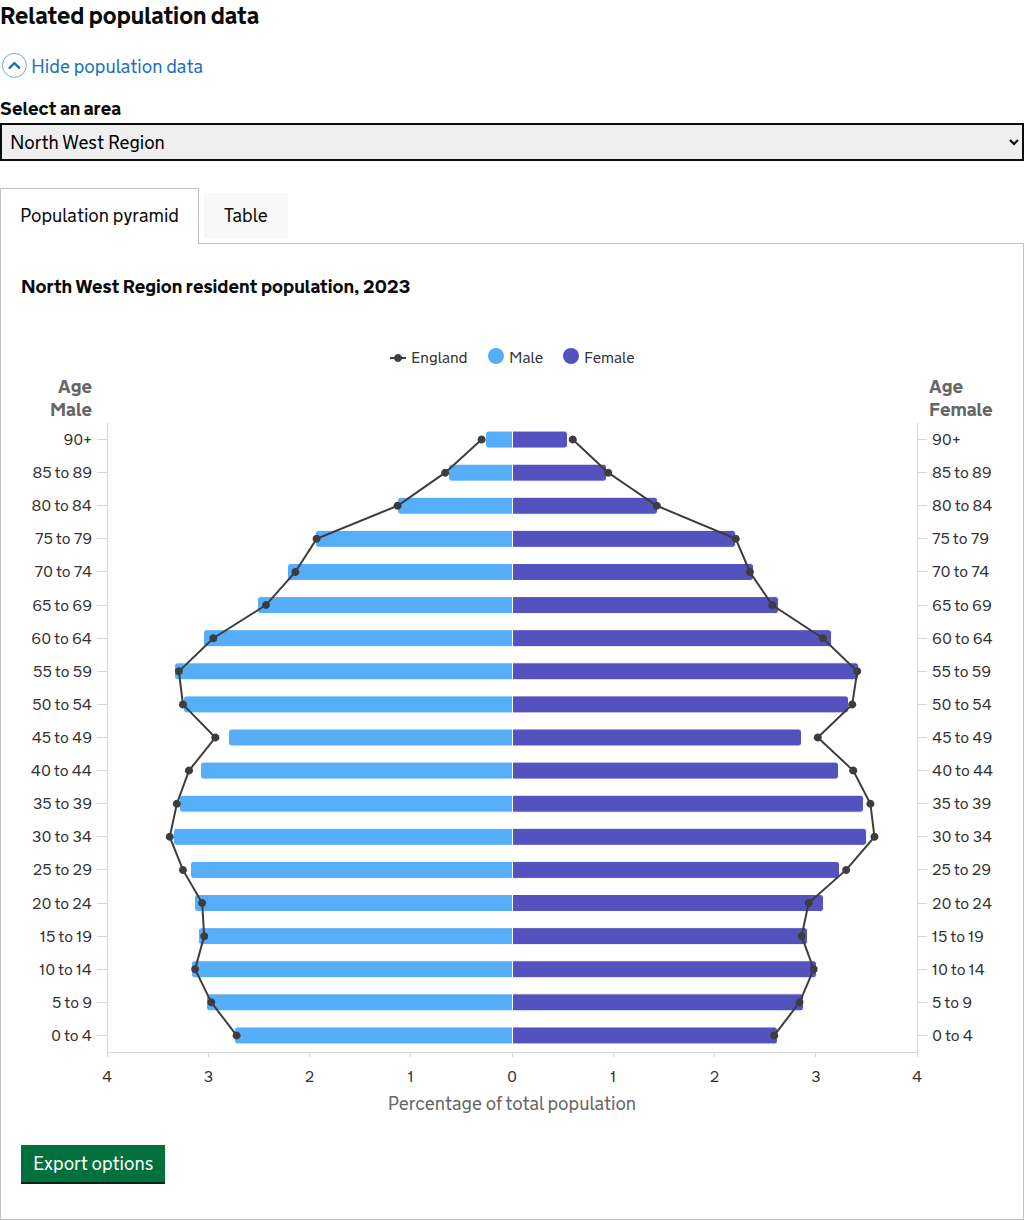 Related population data
Hide population data
Select an area
North West Region
Population pyramid
Table
North West Region resident population, 2023
England Male Female
Age Male
Age Female
90+ 90+
85 to 89 85 to 89
80 to 84 80 to 84
75 to 79 75 to 79
70 to 74 70 to 74
65 to 69 65 to 69
60 to 64 60 to 64
55 to 59 55 to 59
50 to 54 50 to 54
45 to 49 45 to 49
40 to 44 40 to 44
35 to 39 35 to 39
30 to 34 30 to 34
25 to 29 25 to 29
20 to 24 20 to 24
15 to 19 15 to 19
10 to 14 10 to 14
5 to 9 5 to 9
0 to 4 0 to 4
4 3 2 1 0 1 2 3 4
Percentage of total population
Export options